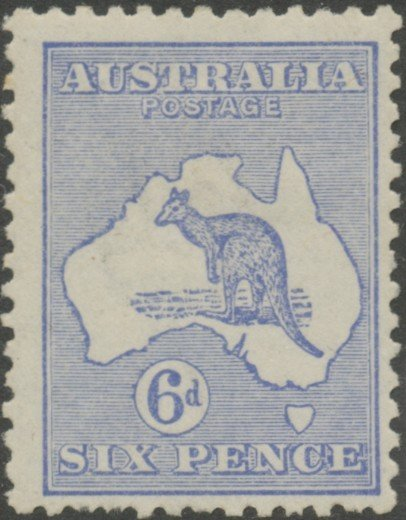 AUSTRALIA
POSTAGE
6d
SIX PENCE